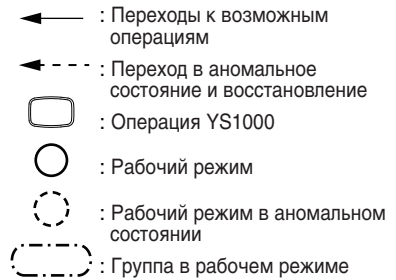 : Переходы к возможным
операциям
: Переход в аномальное
состояние и восстановление
: Операция YS1000
: Рабочий режим
: Рабочий режим в аномальном
состоянии
: Группа в рабочем режиме